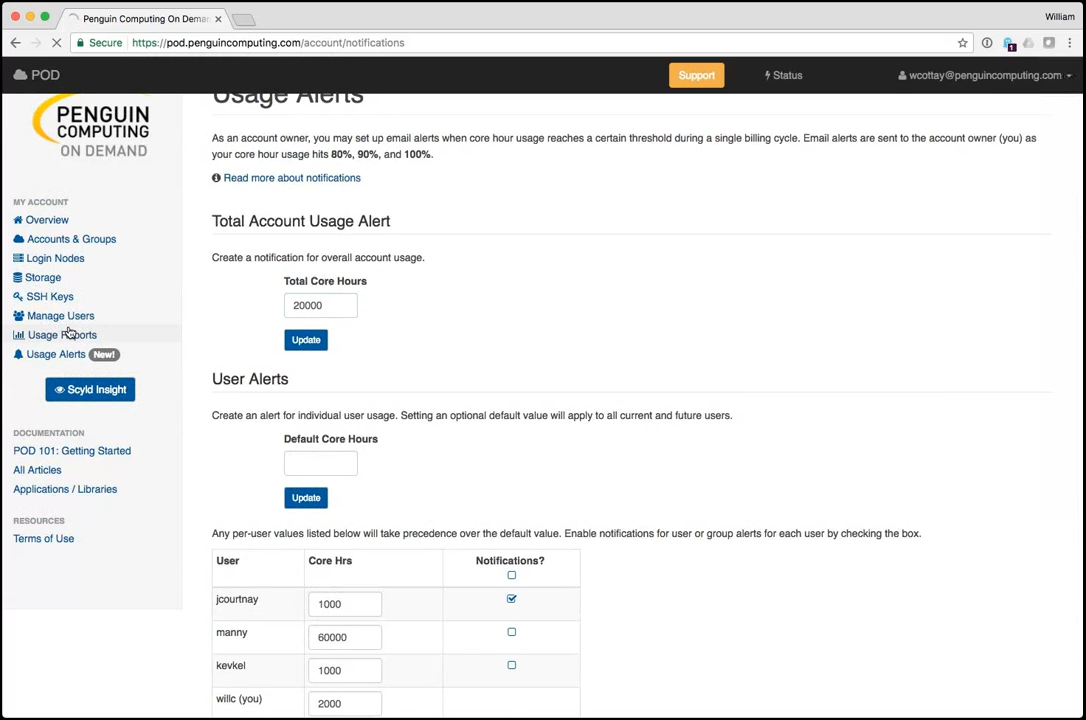 Penguin Computing On Dema
William
Secure https://pod.penguincomputing.com/account/notifications
1
POD
Support
Status
wcottay@penguincomputing.com
PENGUIN
COMPUTING
ON DEMAND
MY ACCOUNT
Overview
Accounts & Groups
Login Nodes
Storage
SSH Keys
Manage Users
Usage Reports
Usage Alerts New!
Scyld Insight
DOCUMENTATION
POD 101: Getting Started
All Articles
Applications / Libraries
RESOURCES
Terms of Use
Usage Alerts
As an account owner, you may set up email alerts when core hour usage reaches a certain threshold during a single billing cycle. Email alerts are sent to the account owner (you) as
your core hour usage hits 80%, 90%, and 100%.
Read more about notifications
Total Account Usage Alert
Create a notification for overall account usage.
Total Core Hours
20000
Update
User Alerts
Create an alert for individual user usage. Setting an optional default value will apply to all current and future users.
Default Core Hours
Update
Any per-user values listed below will take precedence over the default value. Enable notifications for user or group alerts for each user by checking the box.
User Core Hrs Notifications?
jcourtnay 1000
manny 60000
kevkel 1000
willc (you) 2000